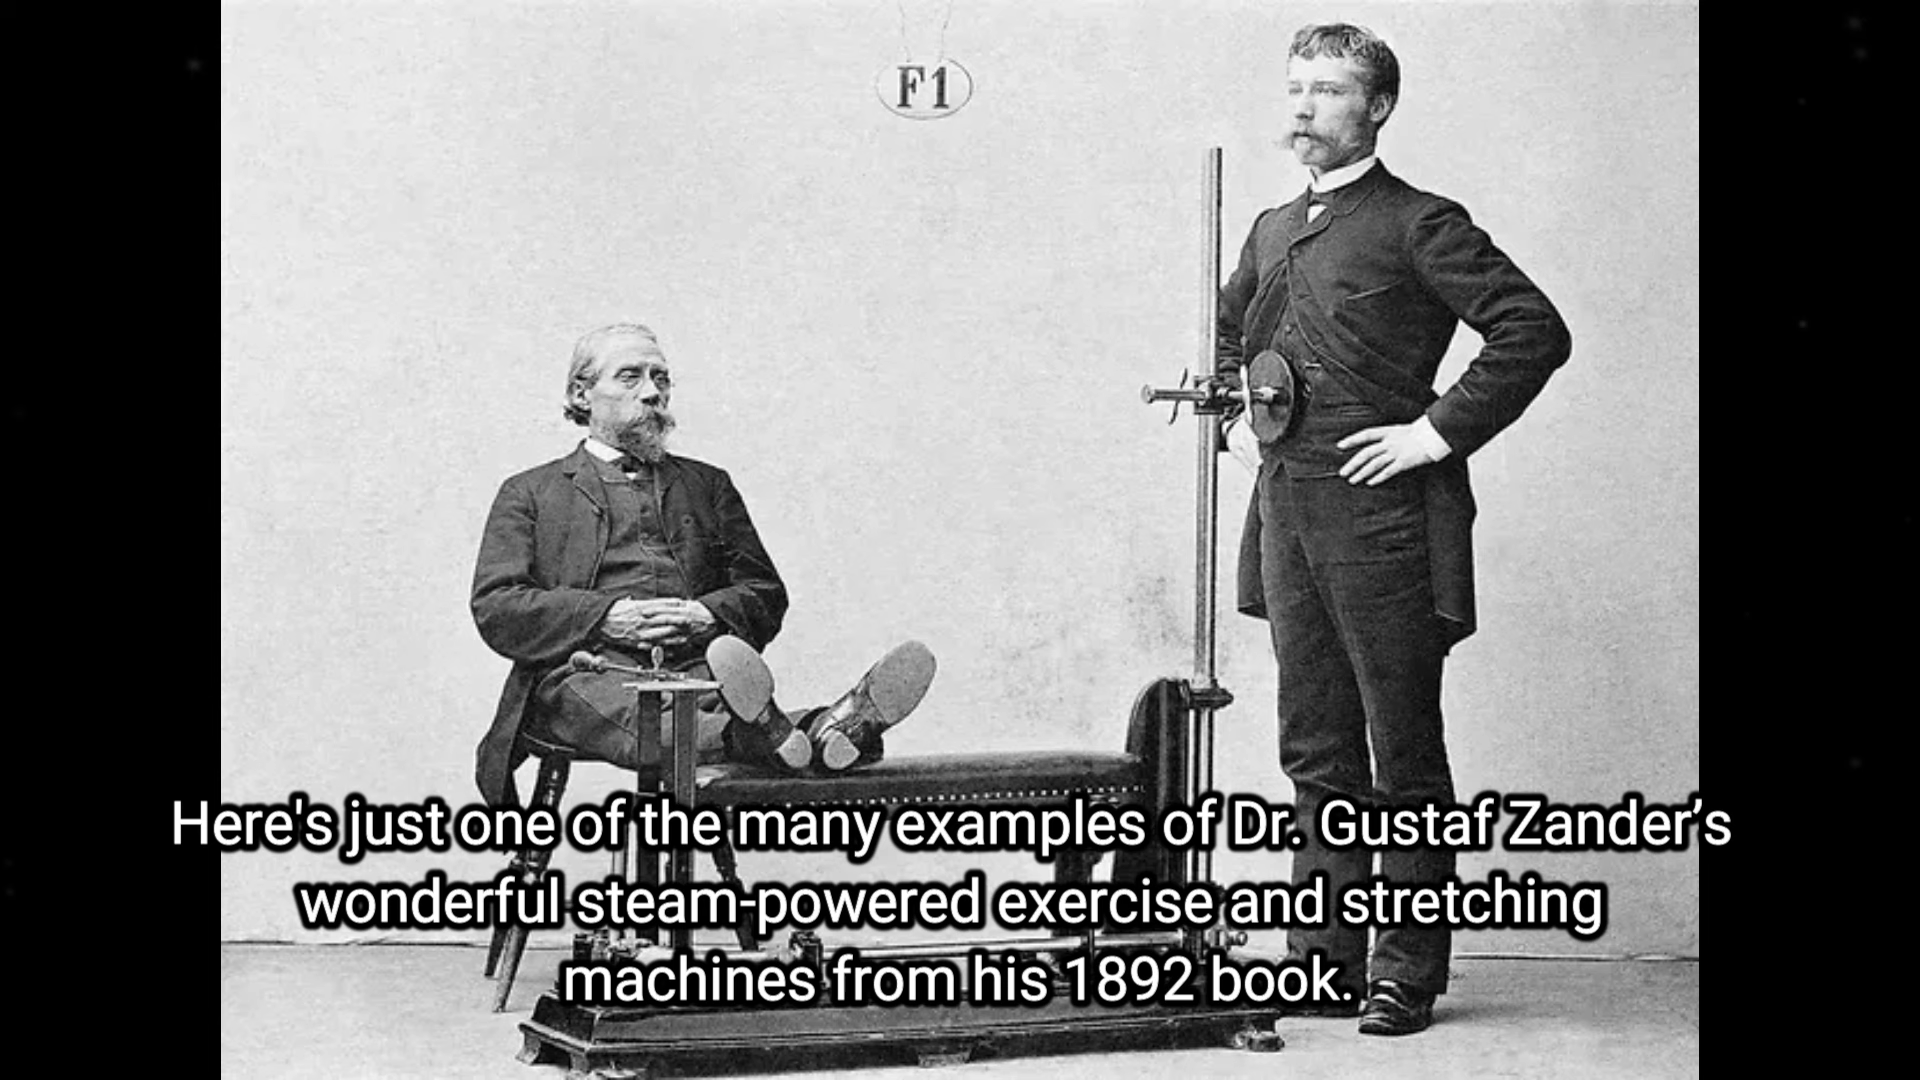 F1
Here's just one of the many examples of Dr. Gustaf Zander’s
wonderful steam-powered exercise and stretching
machines from his 1892 book.